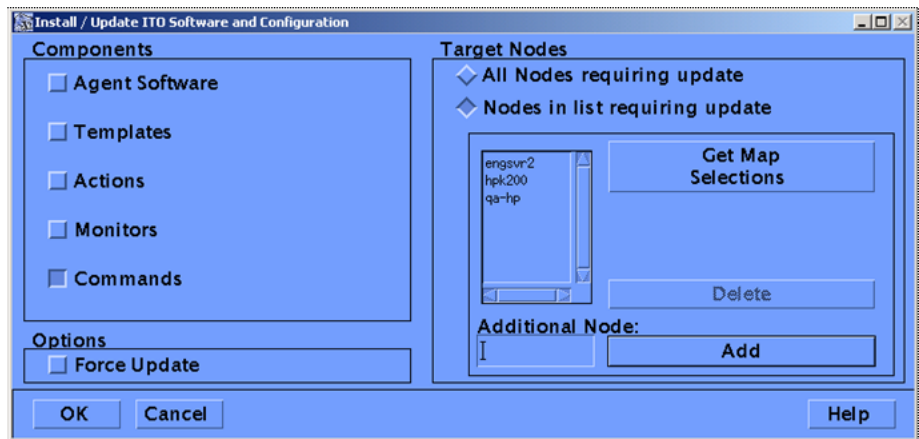 Install / Update ITO Software and Configuration
Components
Agent Software
Templates
Actions
Monitors
Commands
Options
Force Update
Target Nodes
All Nodes requiring update
Nodes in list requiring update
engsvr2
hpk200
qa-hp
Get Map
Selections
Delete
Additional Node:
Add
OK
Cancel
Help